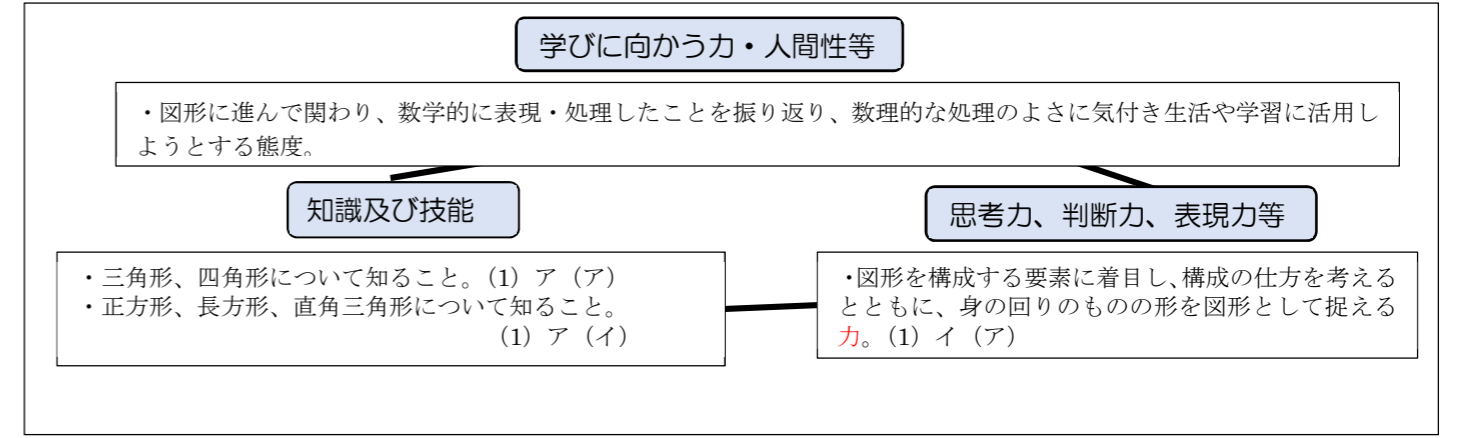 学びに向かう力・人間性等
・図形に進んで関わり、数学的に表現・処理したことを振り返り、数理的な処理のよさに気付き生活や学習に活用し
ようとする態度。
知識及び技能
・三角形、四角形について知ること。(1) ア (ア)
・正方形、長方形、直角三角形について知ること。
(1) ア (イ)
思考力、判断力、表現力等
・図形を構成する要素に着目し、構成の仕方を考える
とともに、身の回りのものの形を図形として捉える
力。(1) イ (ア)